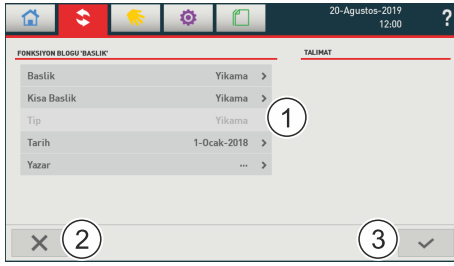 20-Agustos-2019
12:00
?
FONKSIYON BLOGU 'BASLIK'
TALIMAT
Baslik Yikama >
Kisa Baslik Yikama >
Tip Yikama
1
Tarih 1-Ocak-2018 >
Yazar ... >
2
3